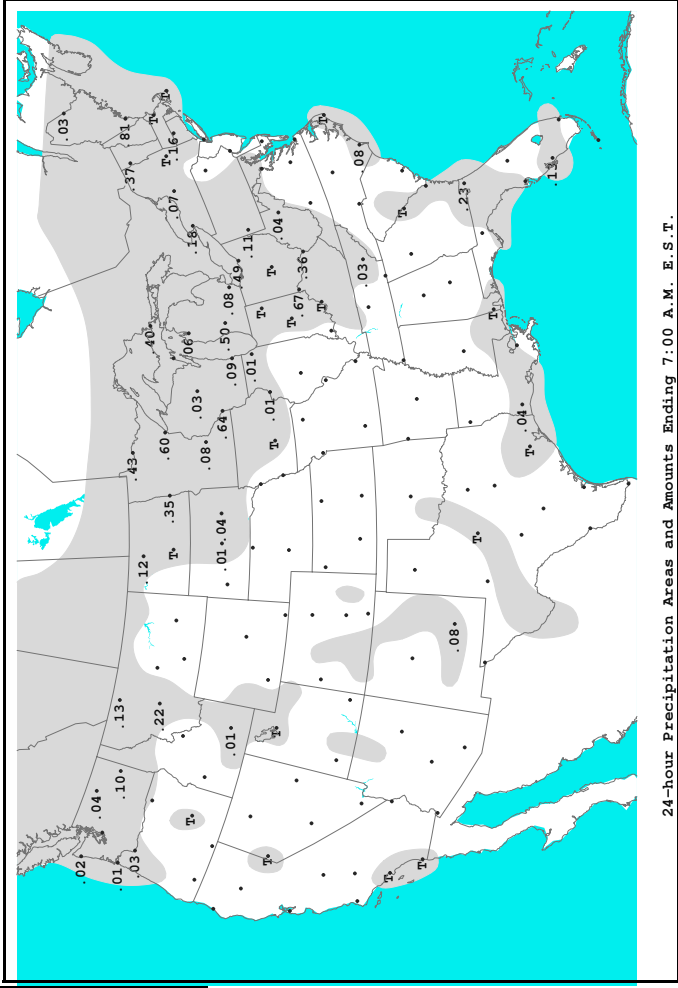 .03
.02
.04
.01
.10
.13
.81
.37
.43
.03
.12
.40
T
.22
.60
T
T
.35
T
.16
.07
.06
T
.18
.03
.08
.01
.04
.64
.50
.08
.01
.09
.49
.11
.01
T
T
.01
T
T
T
.04
T
.67
.36
T
T
.08
.03
T
T
T
.08
.23
T
T
.04
T
.13
24-hour Precipitation Areas and Amounts Ending 7:00 A.M. E.S.T.